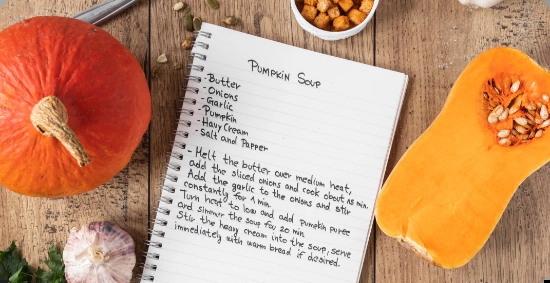 Pumpkin Soup
- Butter
- Onions
- Garlic
- Pumpkin
- Havy Cream
- Salt and Papper
- Melt the butter over medium heat,
add the sliced onions and cook about 15 min.
Add the garlic to the onions and stir
constantly for 1 min.
Turn heat to low and add pumpkin puree
and simmer the soup for 20 min.
Stir the heavy cream into the soup, serve
immediately with warm bread if desired.